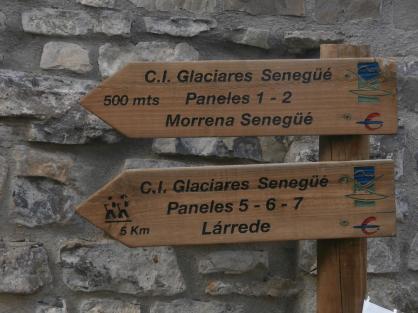 C.I. Glaciares Senegüé
500 mts Paneles 1 - 2
Morrena Senegüé
C.I. Glaciares Senegüé
Paneles 5 - 6 - 7
5 Km Lárrede